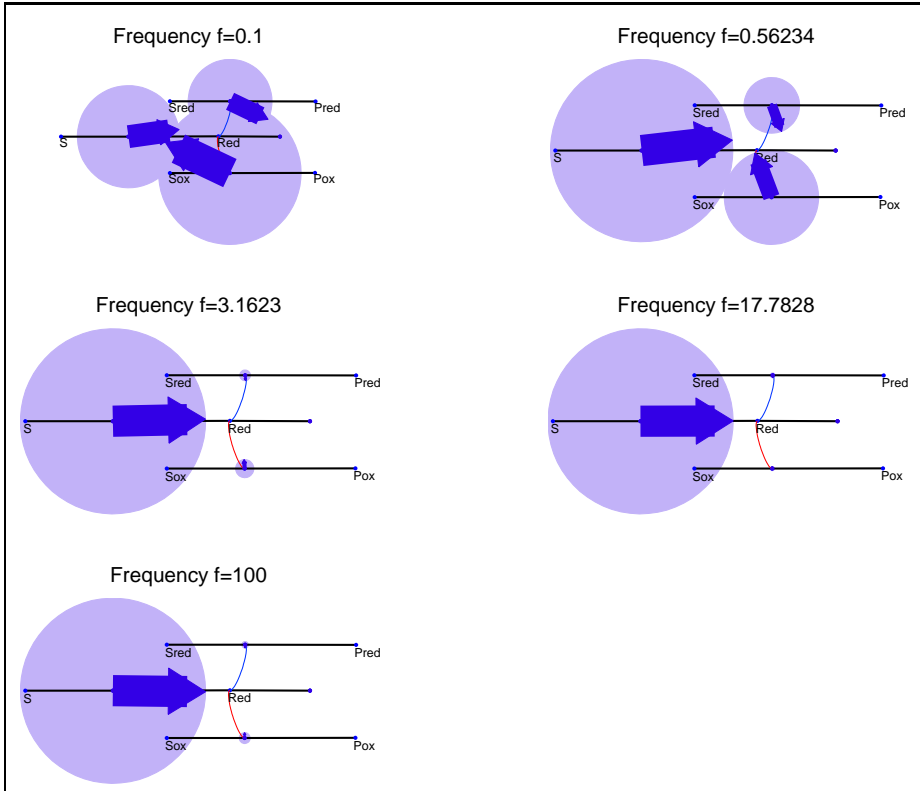 Frequency f=0.1
Sred
Pred
S
Red
Sox
Pox
Frequency f=0.56234
Sred
Pred
S
Red
Sox
Pox
Frequency f=3.1623
Sred
Pred
S
Red
Sox
Pox
Frequency f=17.7828
Sred
Pred
S
Red
Sox
Pox
Frequency f=100
Sred
Pred
S
Red
Sox
Pox